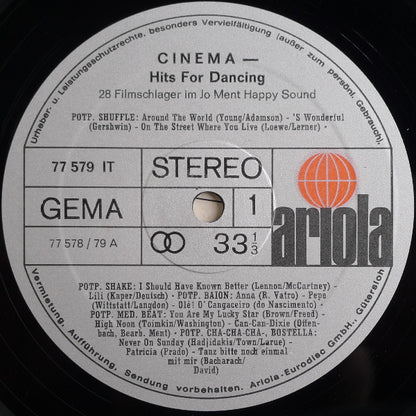 Urheber- u. Leistungsschutzrechte, besonders Vervielfältigung (außer zum persönl. Gebrauch),
CINEMA —
Hits For Dancing
28 Filmschlager im Jo Ment Happy Sound
POTP. SHUFFLE: Around The World (Young/Adamson) - 'S Wonderful
(Gershwin) - On The Street Where You Live (Loewe/Lerner) ·
77 579 IT
STEREO
GEMA
1
ariola
77 578 / 79 A
33 1/3
POTP. SHAKE: I Should Have Known Better (Lennon/McCartney) -
Lili (Kaper/Deutsch) · POTP. BAION: Anna (R. Vatro) - Pepe
(Wittstatt/Langdon) - Olé! O' Cangaceiro (do Nascimento) ·
POTP. MED. BEAT: You Are My Lucky Star (Brown/Freed) -
High Noon (Toimkin/Washington) - Can-Can-Dixie (Offen-
bach, Bearb. Ment) · POTP. CHA-CHA-CHA, BOSTELLA:
Never On Sunday (Hadjidakis/Town/Larue) -
Patricia (Prado) - Tanz bitte noch einmal
mit mir (Bacharach/
David)
Vermietung, Aufführung, Sendung vorbehalten. Ariola-Eurodisc GmbH., Gütersloh